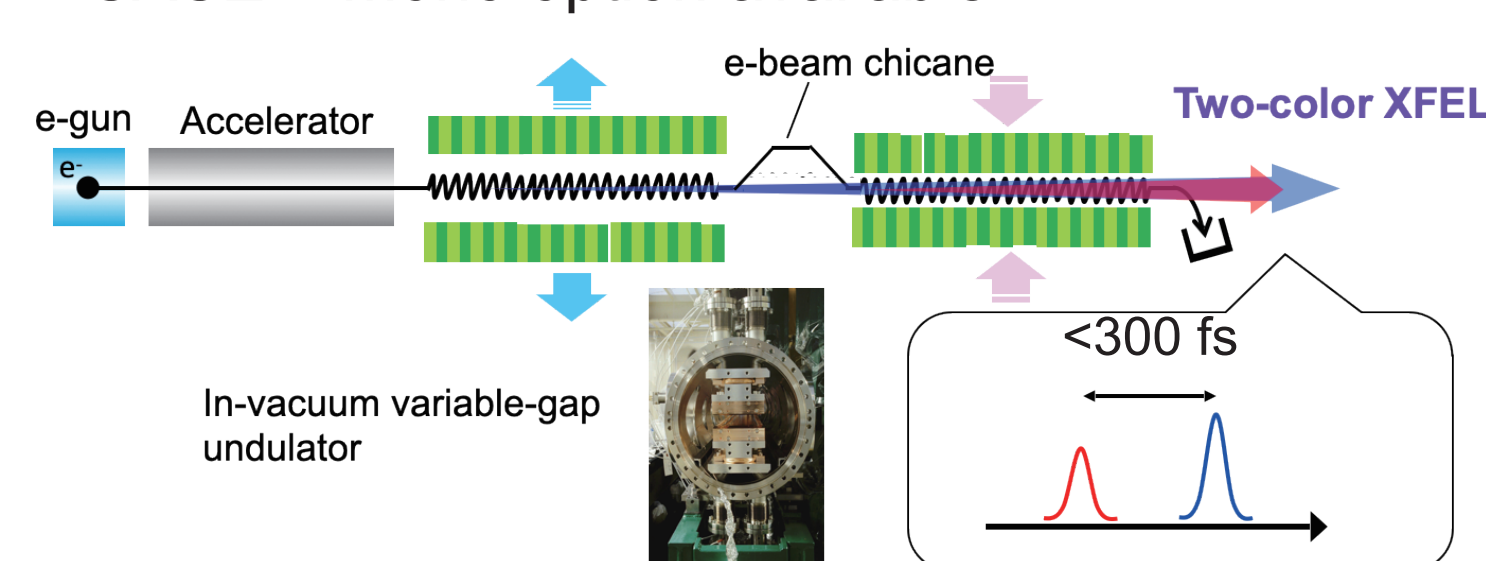 e-beam chicane
Two-color XFEL
e-gun
Accelerator
e-
<300 fs
In-vacuum variable-gap
undulator